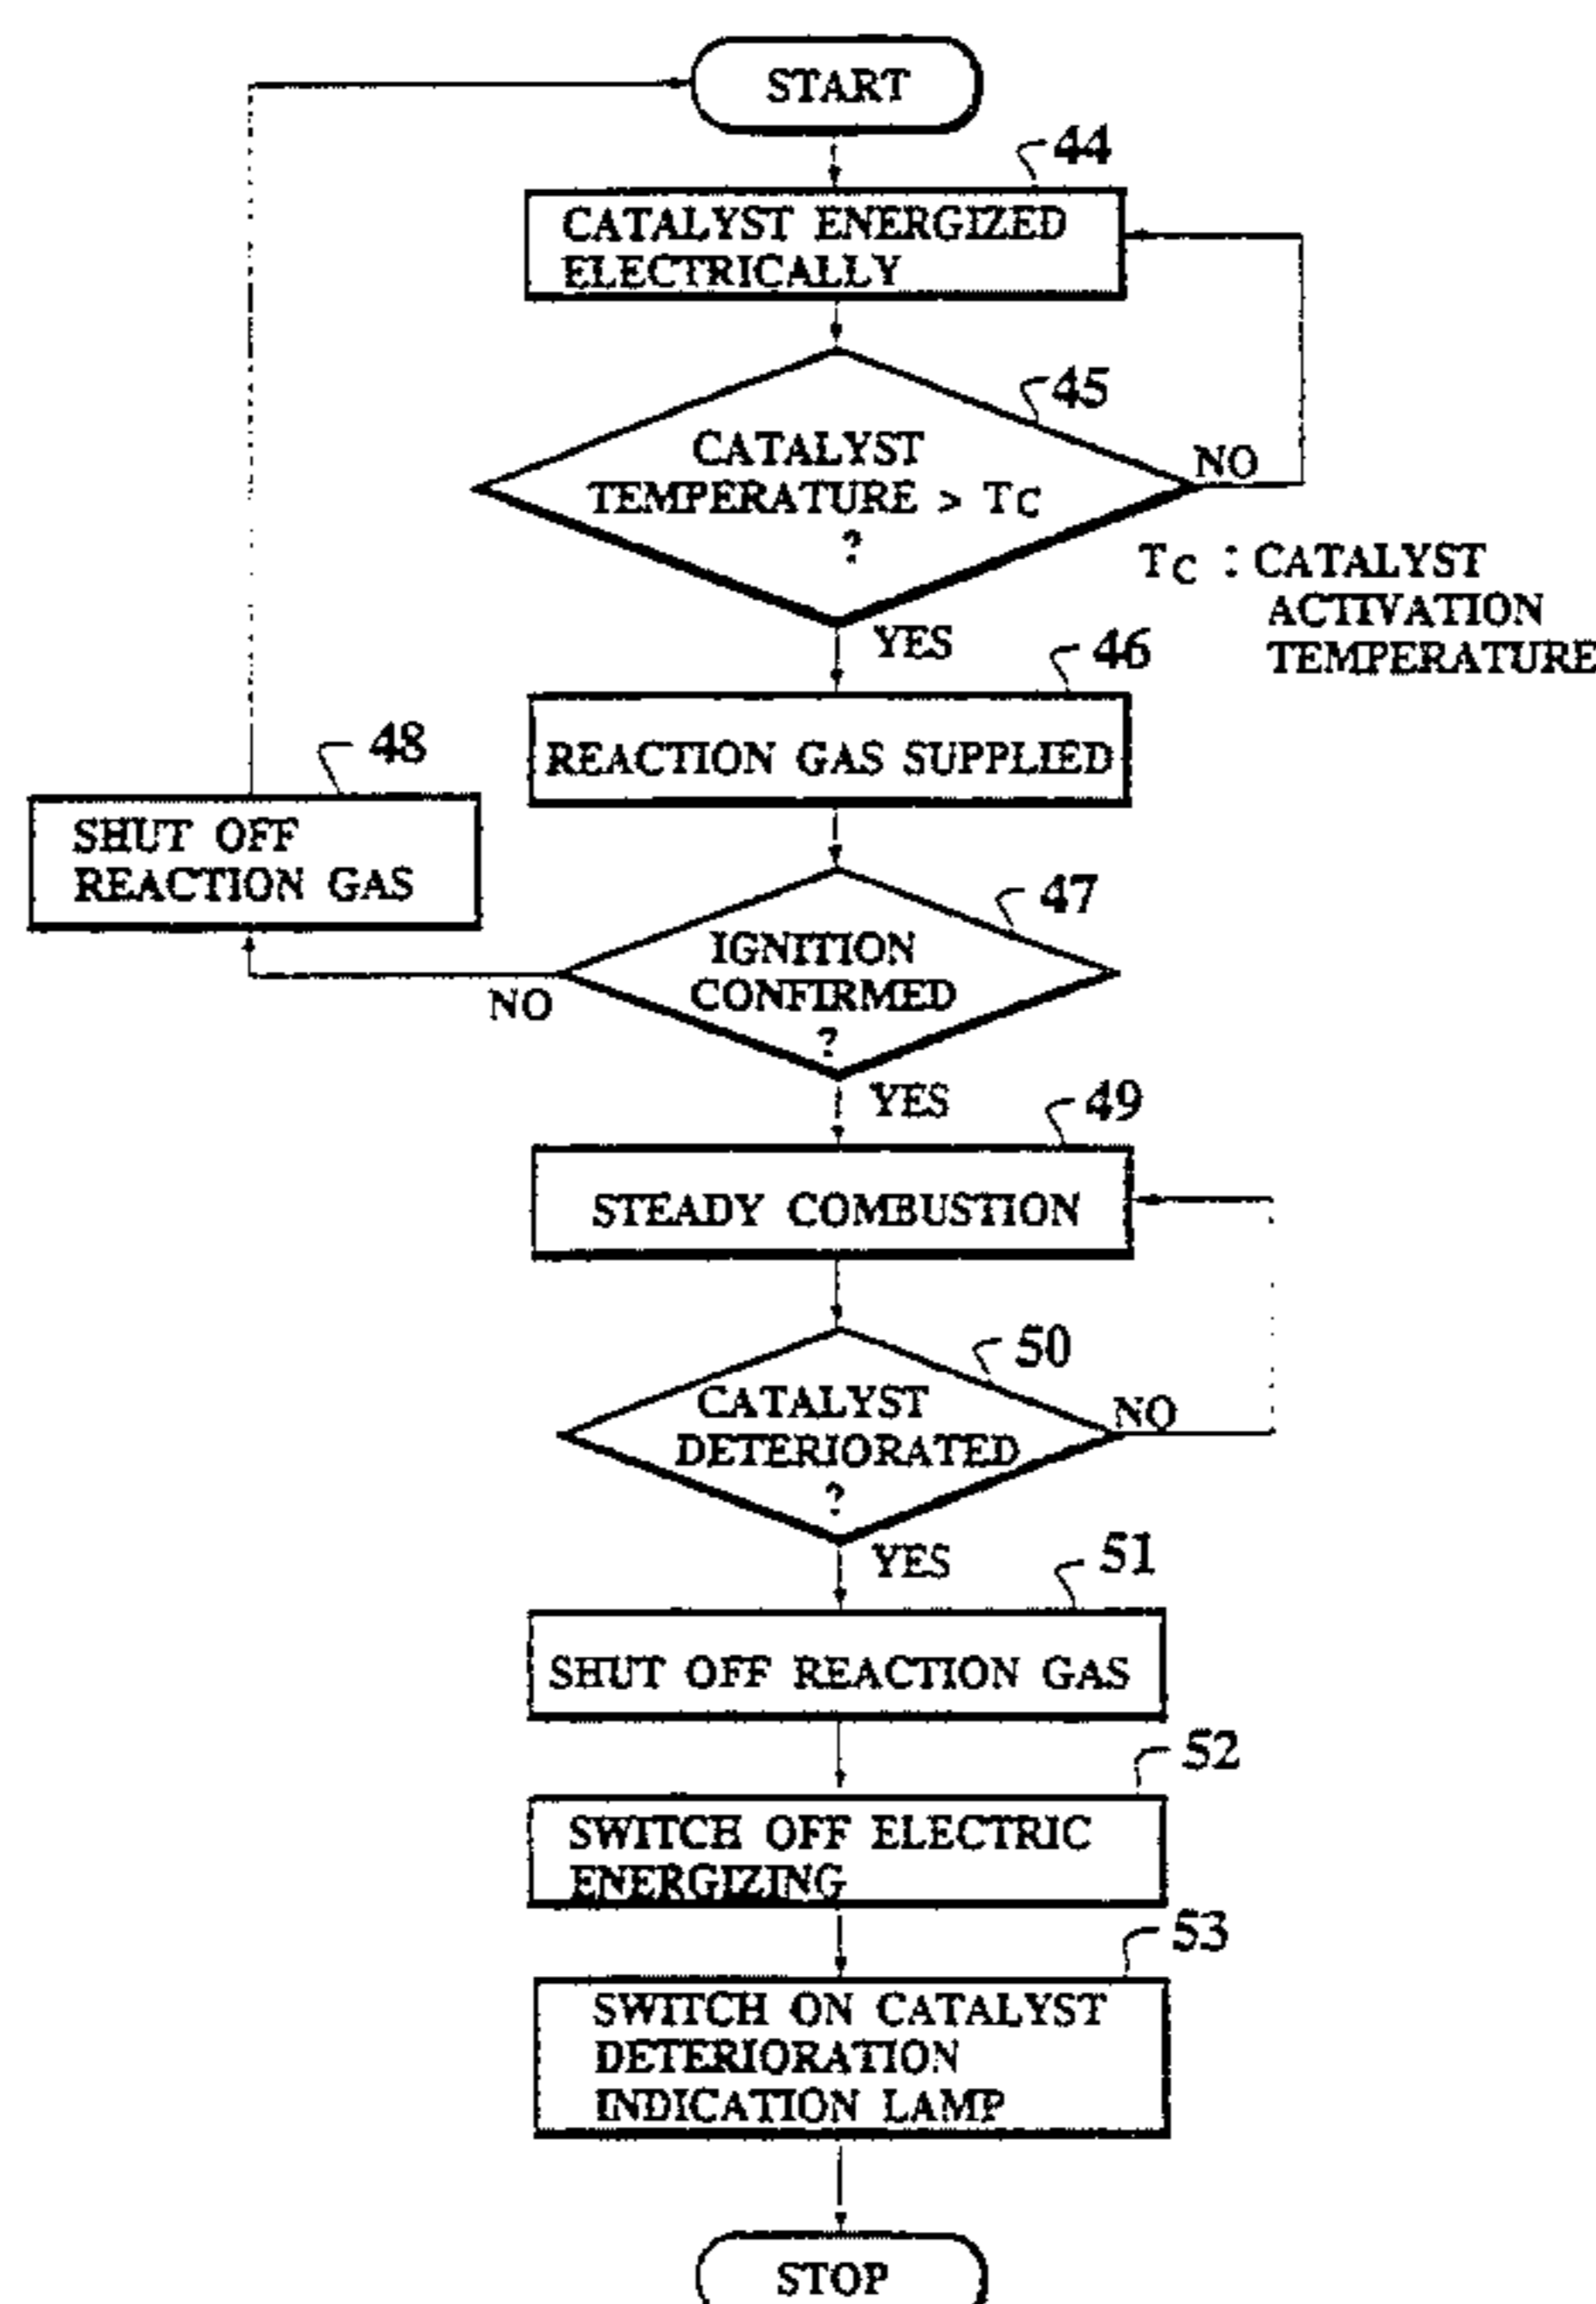 START
44
CATALYST ENERGIZED
ELECTRICALLY
45
CATALYST
TEMPERATURE > TC
?
NO
TC : CATALYST
ACTIVATION
TEMPERATURE
YES
46
REACTION GAS SUPPLIED
48
SHUT OFF
REACTION GAS
47
IGNITION
CONFIRMED
?
NO
YES
49
STEADY COMBUSTION
50
CATALYST
DETERIORATED
?
NO
YES
51
SHUT OFF REACTION GAS
52
SWITCH OFF ELECTRIC
ENERGIZING
53
SWITCH ON CATALYST
DETERIORATION
INDICATION LAMP
STOP